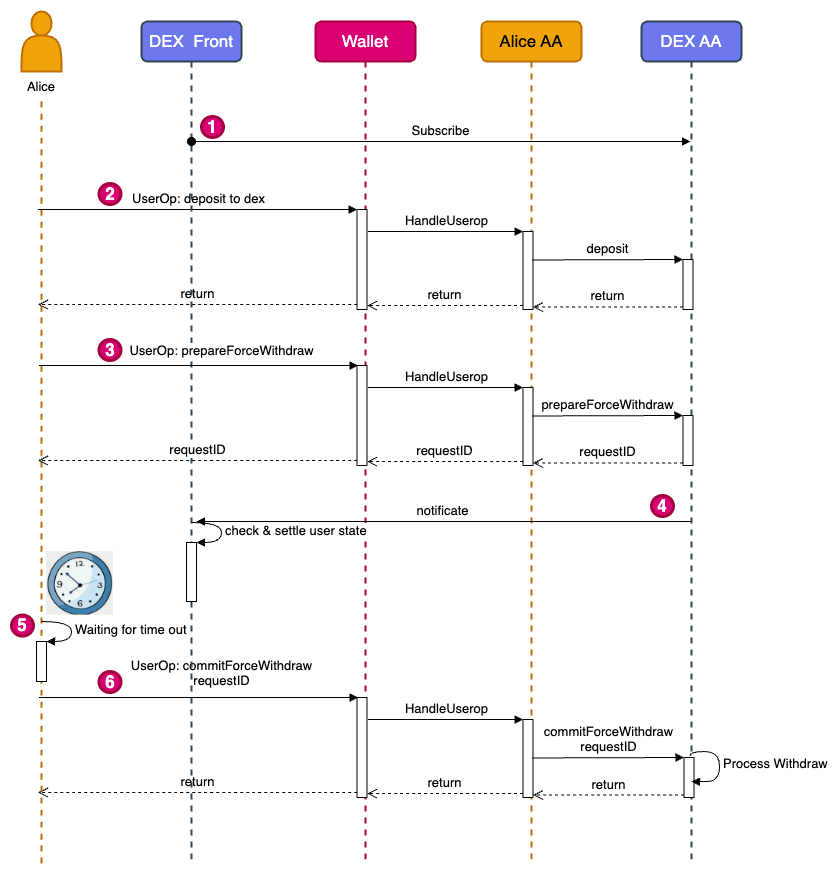 DEX Front
Wallet
Alice AA
DEX AA
Alice
1
Subscribe
2
UserOp: deposit to dex
HandleUserop
deposit
return
return
return
3
UserOp: prepareForceWithdraw
HandleUserop
prepareForceWithdraw
requestID
requestID
requestID
4
notificate
check & settle user state
12
9
3
6
5
Waiting for time out
6
UserOp: commitForceWithdraw
requestID
HandleUserop
commitForceWithdraw
requestID
Process Withdraw
return
return
return